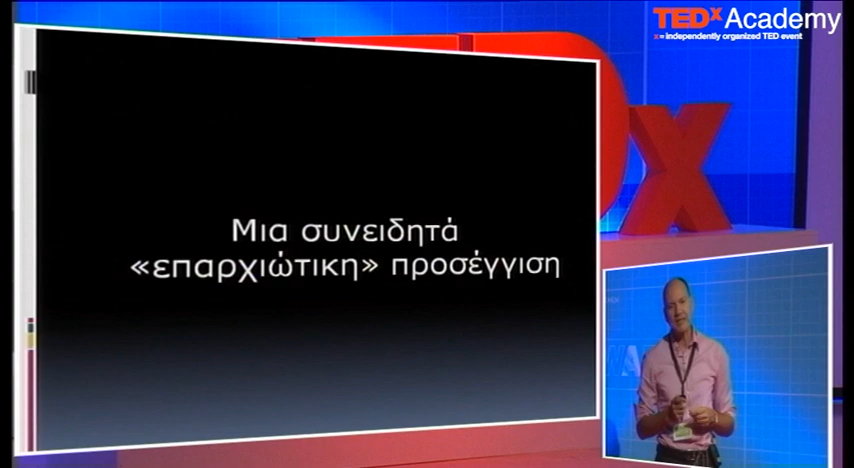 TEDx Academy
x = independently organized TED event
Μια συνειδητά
«επαρχιώτικη» προσέγγιση